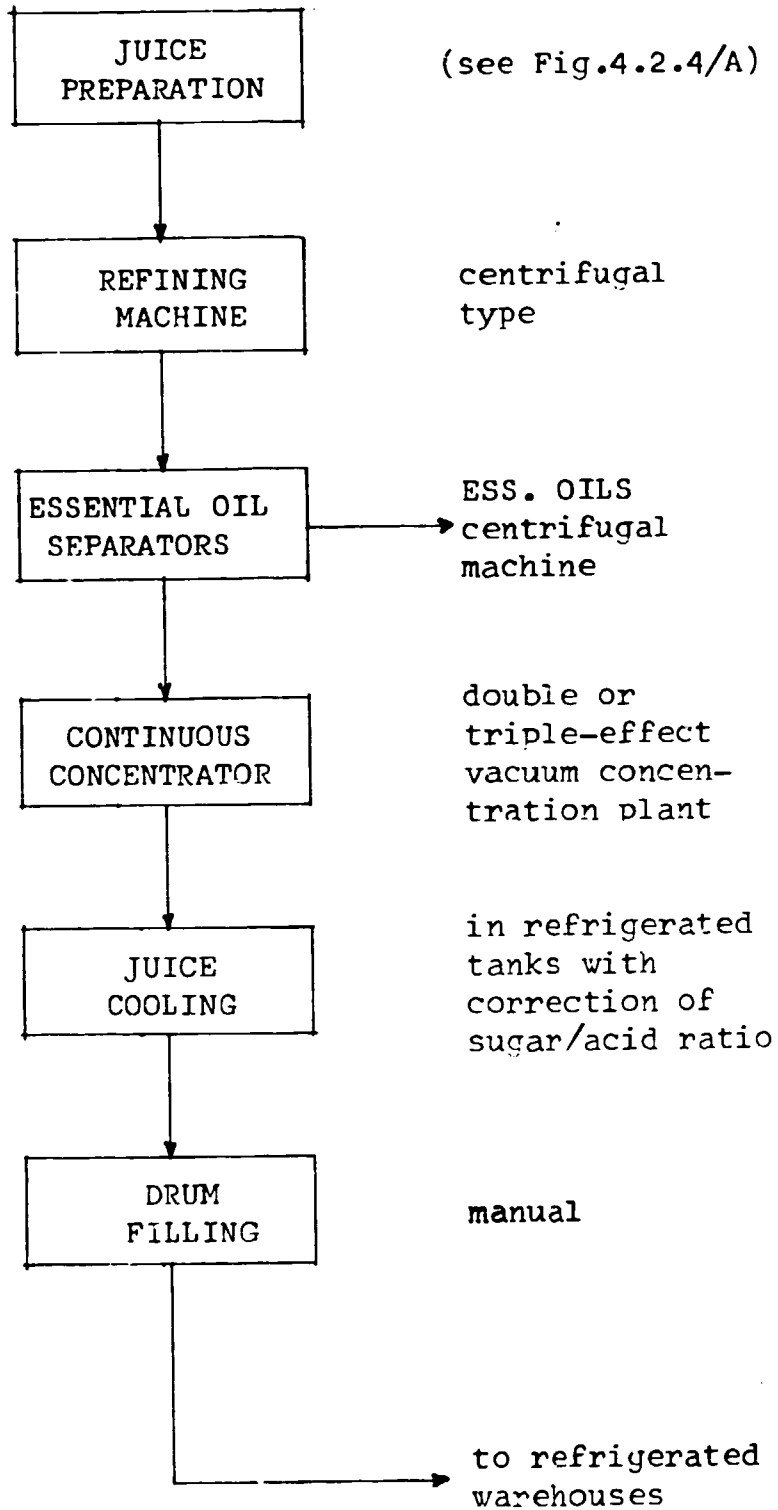 JUICE
PREPARATION
(see Fig.4.2.4/A)
REFINING
MACHINE
centrifugal
type
ESSENTIAL OIL
SEPARATORS
ESS. OILS
centrifugal
machine
CONTINUOUS
CONCENTRATOR
double or
triple-effect
vacuum concen-
tration plant
JUICE
COOLING
in refrigerated
tanks with
correction of
sugar/acid ratio
DRUM
FILLING
manual
to refrigerated
warehouses